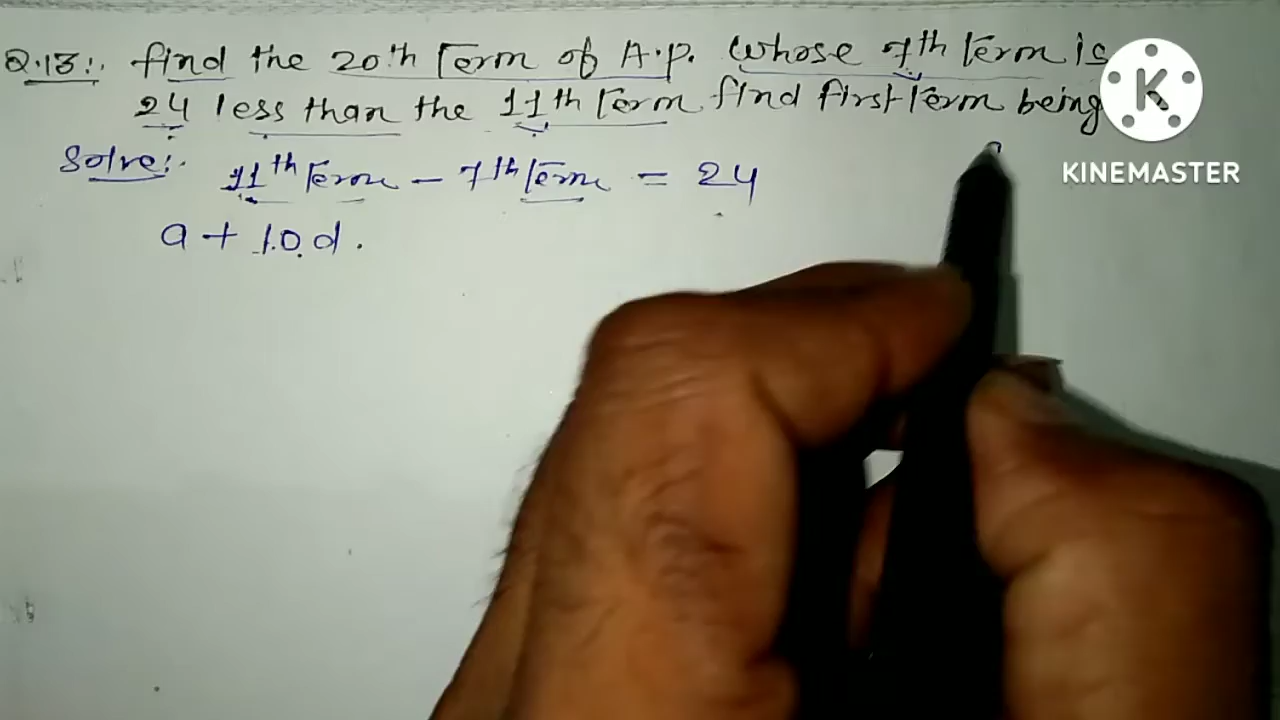 Q.13:. find the 20th Term of A.P. whose 7th Term is
24 less than the 11th Term find first Term being
K
KINEMASTER
Solve:. 11th Term - 7th Term = 24
a + 10d.